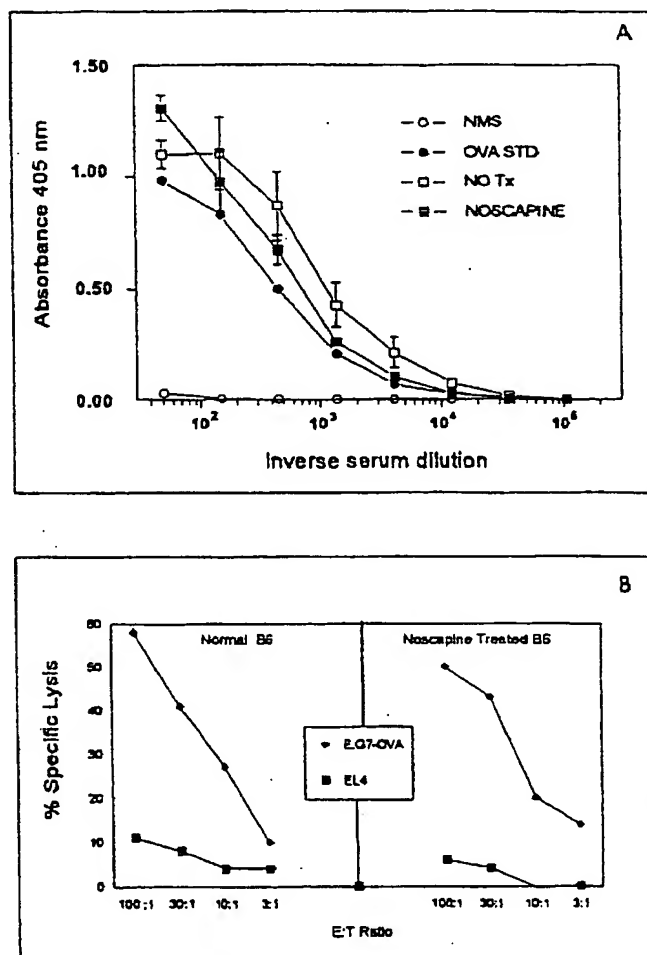 A
1.50
1.00
0.50
0.00
Absorbance 405 nm
NMS
OVA STD
NO Tx
NOSCAPINE
10²
10³
10⁴
10⁵
Inverse serum dilution
B
Normal B6
Noscapine Treated B6
60
50
40
30
20
10
0
% Specific Lysis
E.G7-OVA
EL4
100:1
30:1
10:1
3:1
100:1
30:1
10:1
3:1
E:T Ratio